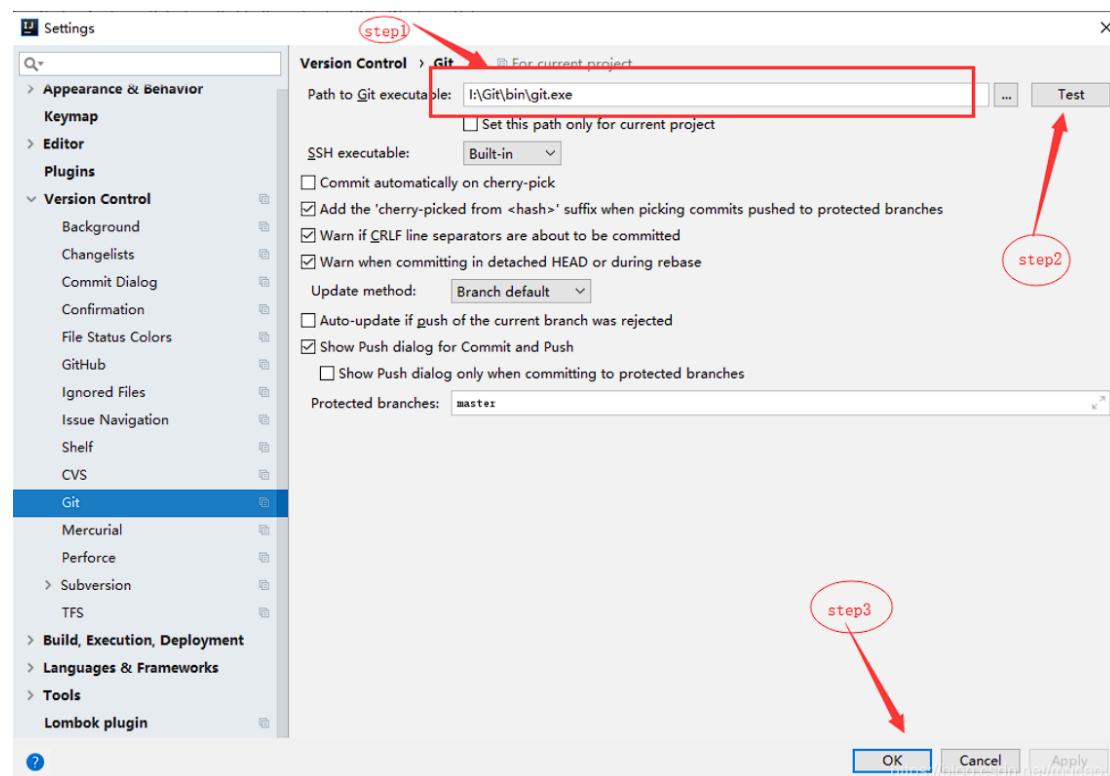 Settings
step1
Version Control › Git For current project
Appearance & Behavior
Keymap
Editor
Plugins
Version Control
Background
Changelists
Commit Dialog
Confirmation
File Status Colors
GitHub
Ignored Files
Issue Navigation
Shelf
CVS
Git
Mercurial
Perforce
Subversion
TFS
Build, Execution, Deployment
Languages & Frameworks
Tools
Lombok plugin
Path to Git executable: I:\Git\bin\git.exe ... Test
Set this path only for current project
SSH executable: Built-in
Commit automatically on cherry-pick
Add the 'cherry-picked from <hash>' suffix when picking commits pushed to protected branches
Warn if CRLF line separators are about to be committed
step2
Warn when committing in detached HEAD or during rebase
Update method: Branch default
Auto-update if push of the current branch was rejected
Show Push dialog for Commit and Push
Show Push dialog only when committing to protected branches
Protected branches: master
step3
? OK Cancel Apply